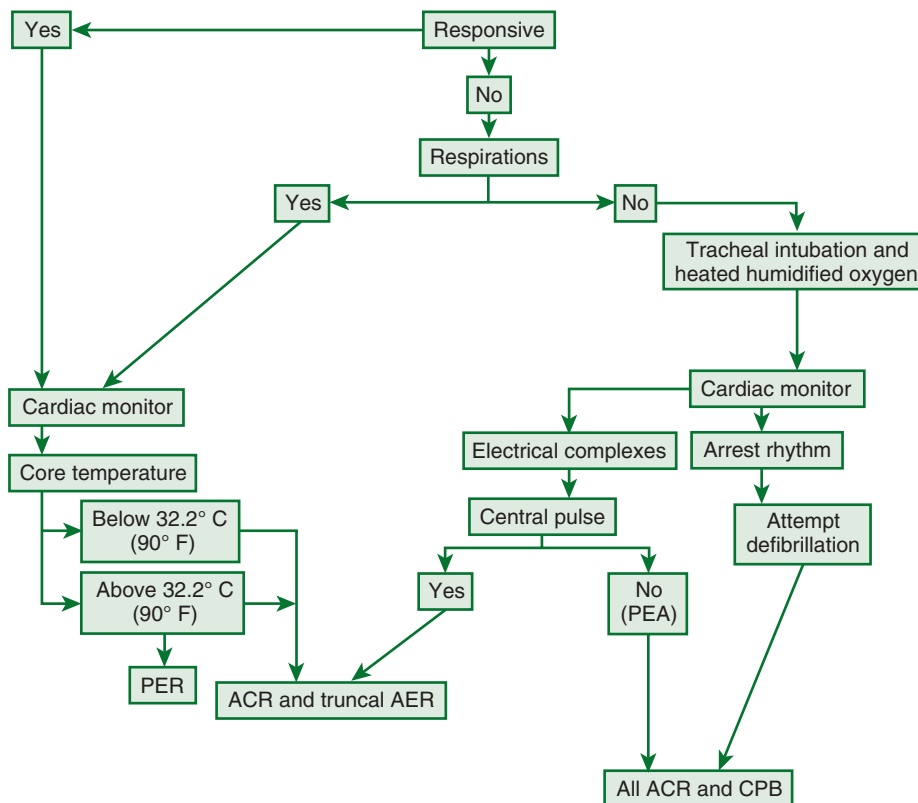 Yes
Responsive
No
Respirations
Yes
No
Tracheal intubation and
heated humidified oxygen
Cardiac monitor
Cardiac monitor
Electrical complexes
Arrest rhythm
Core temperature
Below 32.2° C
(90° F)
Central pulse
Attempt
defibrillation
Above 32.2° C
(90° F)
Yes
No
(PEA)
PER
ACR and truncal AER
All ACR and CPB